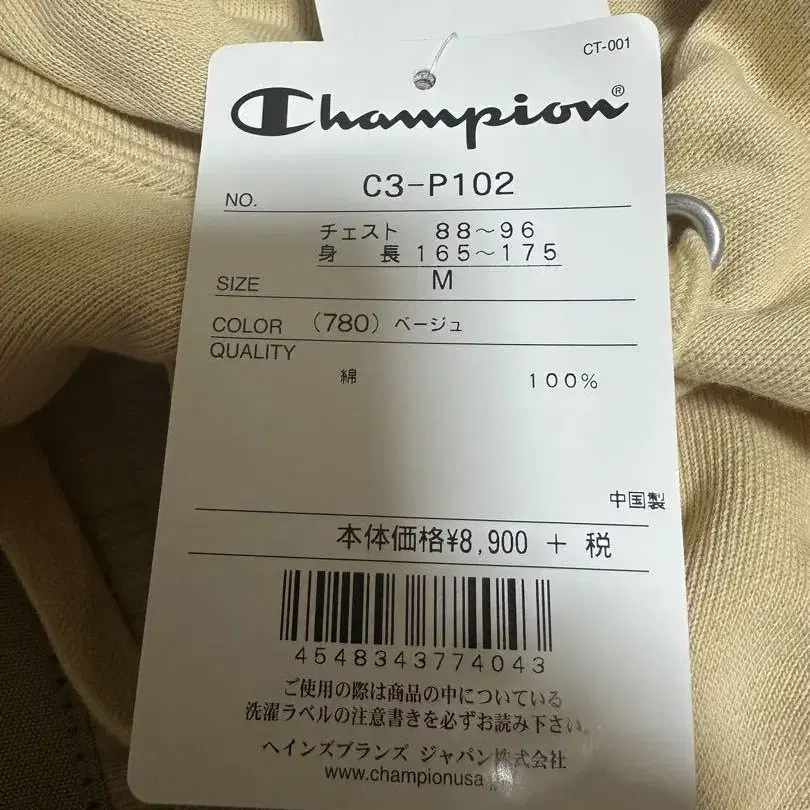 CT-001
Champion®
NO. C3-P102
チェスト 88～96
身 長 165～175
SIZE M
COLOR (780) ベージュ
QUALITY
綿 100%
中国製
本体価格¥8,900 + 税
4548343774043
ご使用の際は商品の中についている
洗濯ラベルの注意書きを必ずお読み下さい。
ヘインズブランズ ジャパン株式会社
www.championusa